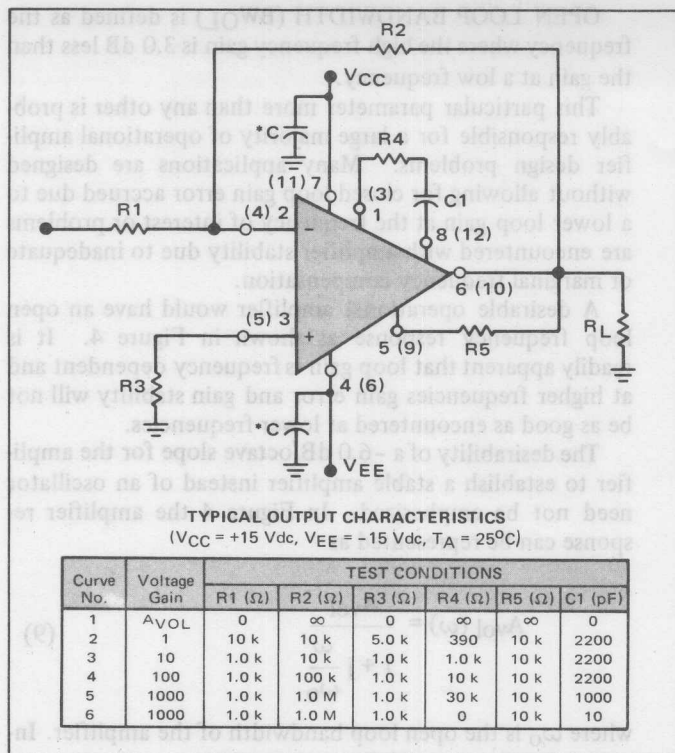 OPEN LOOP BANDWIDTH (BWOL) is defined as the
frequency where the high frequency gain is 3.0 dB less than
the gain at a low frequency.
This particular parameter more than any other is prob-
ably responsible for a large majority of operational ampli-
fier design problems. Many applications are designed
without allowing for closed loop gain error accrued due to
a lower loop gain at the frequency of interest or problems
are encountered with amplifier stability due to inadequate
or marginal frequency compensation.
A desirable operational amplifier would have an open
loop frequency response as shown in Figure 4. It is
readily apparent that loop gain is frequency dependent and
at higher frequencies gain error and gain stability will not
be as good as encountered at lower frequencies.
The desirability of a -6.0 dB octave slope for the ampli-
fier to establish a stable amplifier instead of an oscillator
need not be
the amplifier re-
sponse can be represented as
R2
VCC
*C
R4
(11) 7
(3)
1
C1
R1
(4) 2
8 (12)
6
(10)
(5) 3
+
5 (9)
R5
RL
R3
4 (6)
*C
VEE
TYPICAL OUTPUT CHARACTERISTICS
(VCC = +15 Vdc, VEE = -15 Vdc, TA = 25°C)
Curve No. Voltage Gain TEST CONDITIONS
R1 (Ω) R2 (Ω) R3 (Ω) R4 (Ω) R5 (Ω) C1 (pF)
1 AVOL 0 ∞ 0 ∞ ∞ 0
2 1 10 k 10 k 5.0 k 390 10 k 2200
3 10 1.0 k 10 k 1.0 k 1.0 k 10 k 2200
4 100 1.0 k 100 k 1.0 k 10 k 10 k 2200
5 1000 1.0 k 1.0 M 1.0 k 30 k 10 k 1000
6 1000 1.0 k 1.0 M 1.0 k 0 10 k 10
(9)
where ω0 is the open loop bandwidth of the amplifier. In-